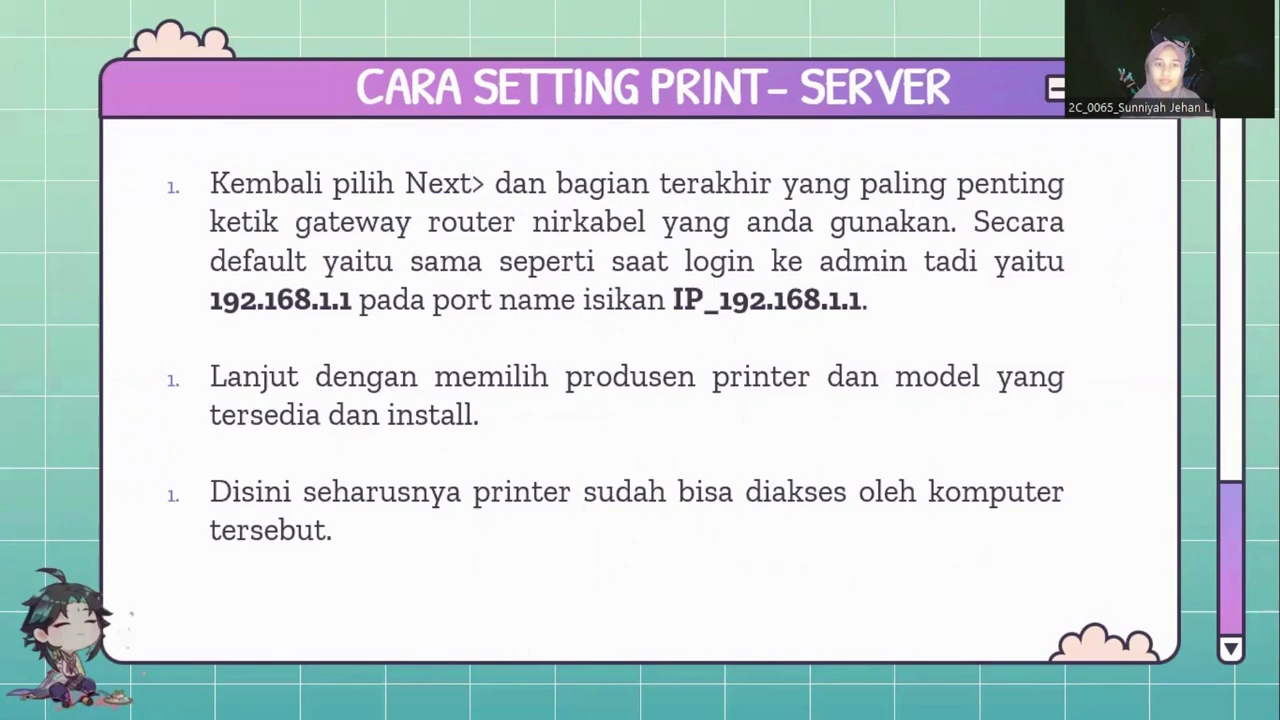 CARA SETTING PRINT- SERVER
2C_0065_Sunniyah Jehan L
1. Kembali pilih Next> dan bagian terakhir yang paling penting
ketik gateway router nirkabel yang anda gunakan. Secara
default yaitu sama seperti saat login ke admin tadi yaitu
192.168.1.1 pada port name isikan IP_192.168.1.1.
1. Lanjut dengan memilih produsen printer dan model yang
tersedia dan install.
1. Disini seharusnya printer sudah bisa diakses oleh komputer
tersebut.